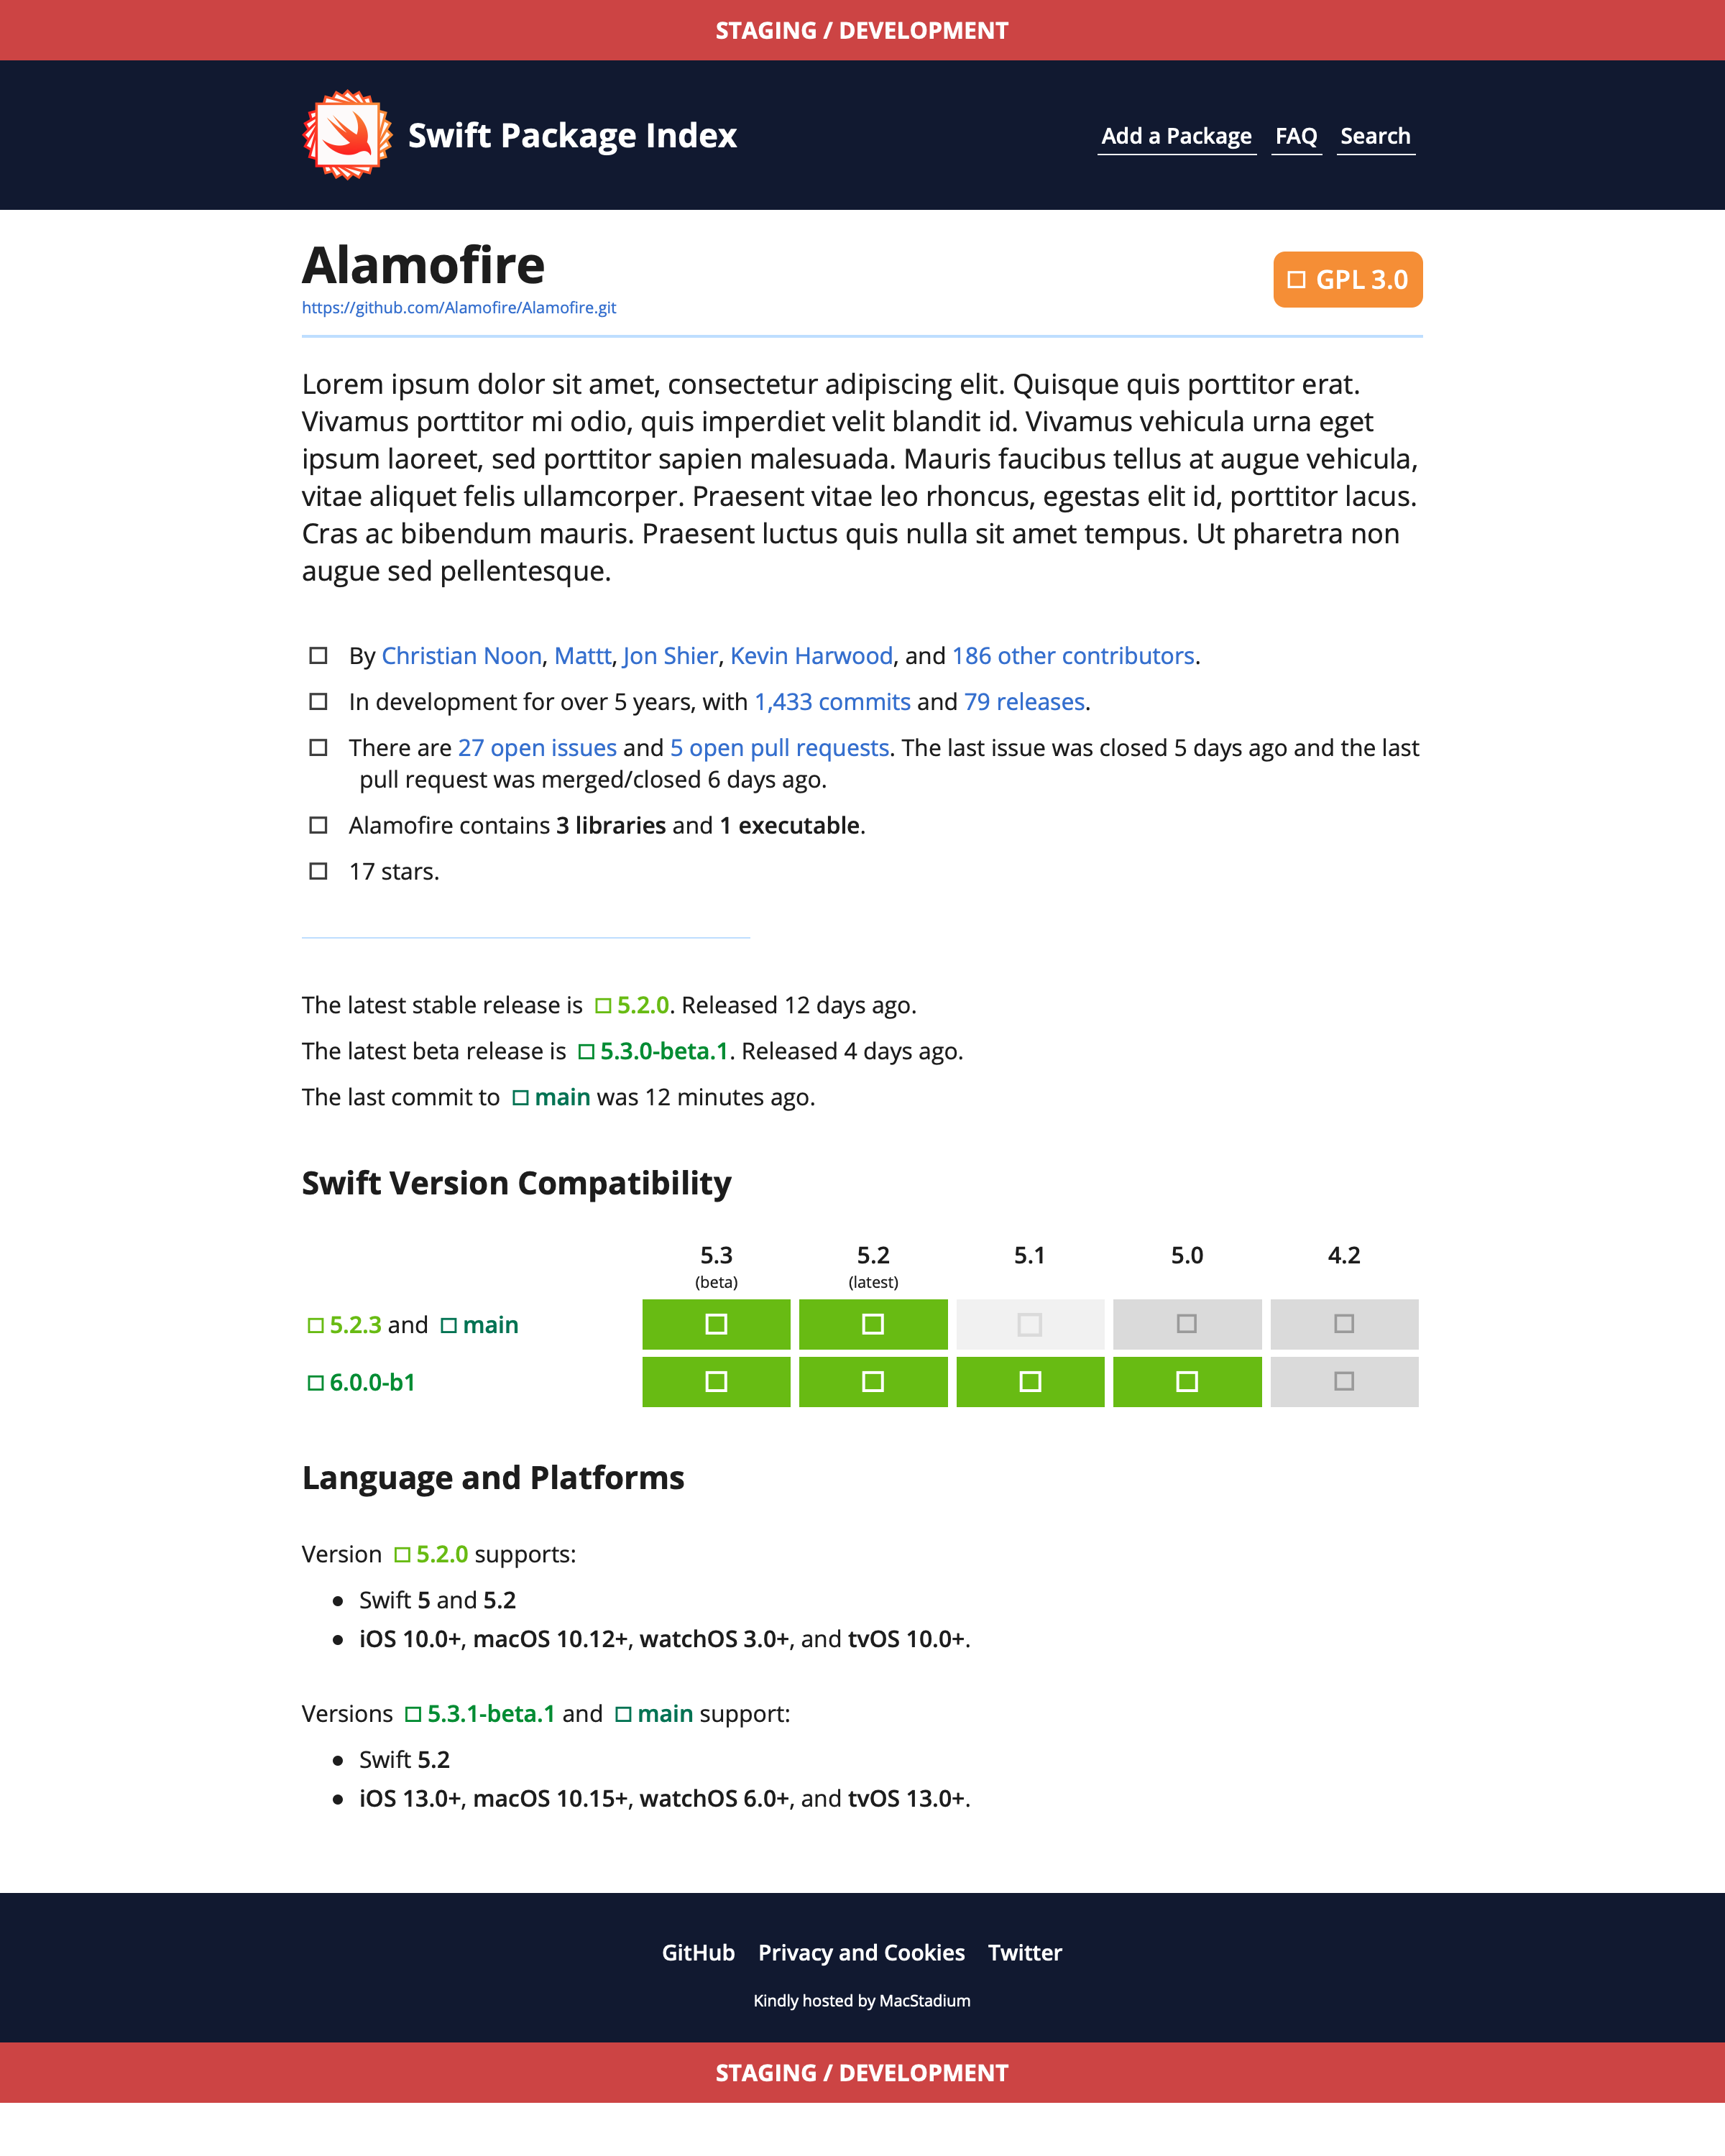 STAGING / DEVELOPMENT
Swift Package Index
Add a Package FAQ Search
Alamofire
GPL 3.0
https://github.com/Alamofire/Alamofire.git
Lorem ipsum dolor sit amet, consectetur adipiscing elit. Quisque quis porttitor erat.
Vivamus porttitor mi odio, quis imperdiet velit blandit id. Vivamus vehicula urna eget
ipsum laoreet, sed porttitor sapien malesuada. Mauris faucibus tellus at augue vehicula,
vitae aliquet felis ullamcorper. Praesent vitae leo rhoncus, egestas elit id, porttitor lacus.
Cras ac bibendum mauris. Praesent luctus quis nulla sit amet tempus. Ut pharetra non
augue sed pellentesque.
By Christian Noon, Mattt, Jon Shier, Kevin Harwood, and 186 other contributors.
In development for over 5 years, with 1,433 commits and 79 releases.
There are 27 open issues and 5 open pull requests. The last issue was closed 5 days ago and the last
pull request was merged/closed 6 days ago.
Alamofire contains 3 libraries and 1 executable.
17 stars.
The latest stable release is 5.2.0. Released 12 days ago.
The latest beta release is 5.3.0-beta.1. Released 4 days ago.
The last commit to main was 12 minutes ago.
Swift Version Compatibility
5.3 5.2 5.1 5.0 4.2
(beta) (latest)
5.2.3 and main
6.0.0-b1
Language and Platforms
Version 5.2.0 supports:
• Swift 5 and 5.2
• iOS 10.0+, macOS 10.12+, watchOS 3.0+, and tvOS 10.0+.
Versions 5.3.1-beta.1 and main support:
• Swift 5.2
• iOS 13.0+, macOS 10.15+, watchOS 6.0+, and tvOS 13.0+.
GitHub Privacy and Cookies Twitter
Kindly hosted by MacStadium
STAGING / DEVELOPMENT